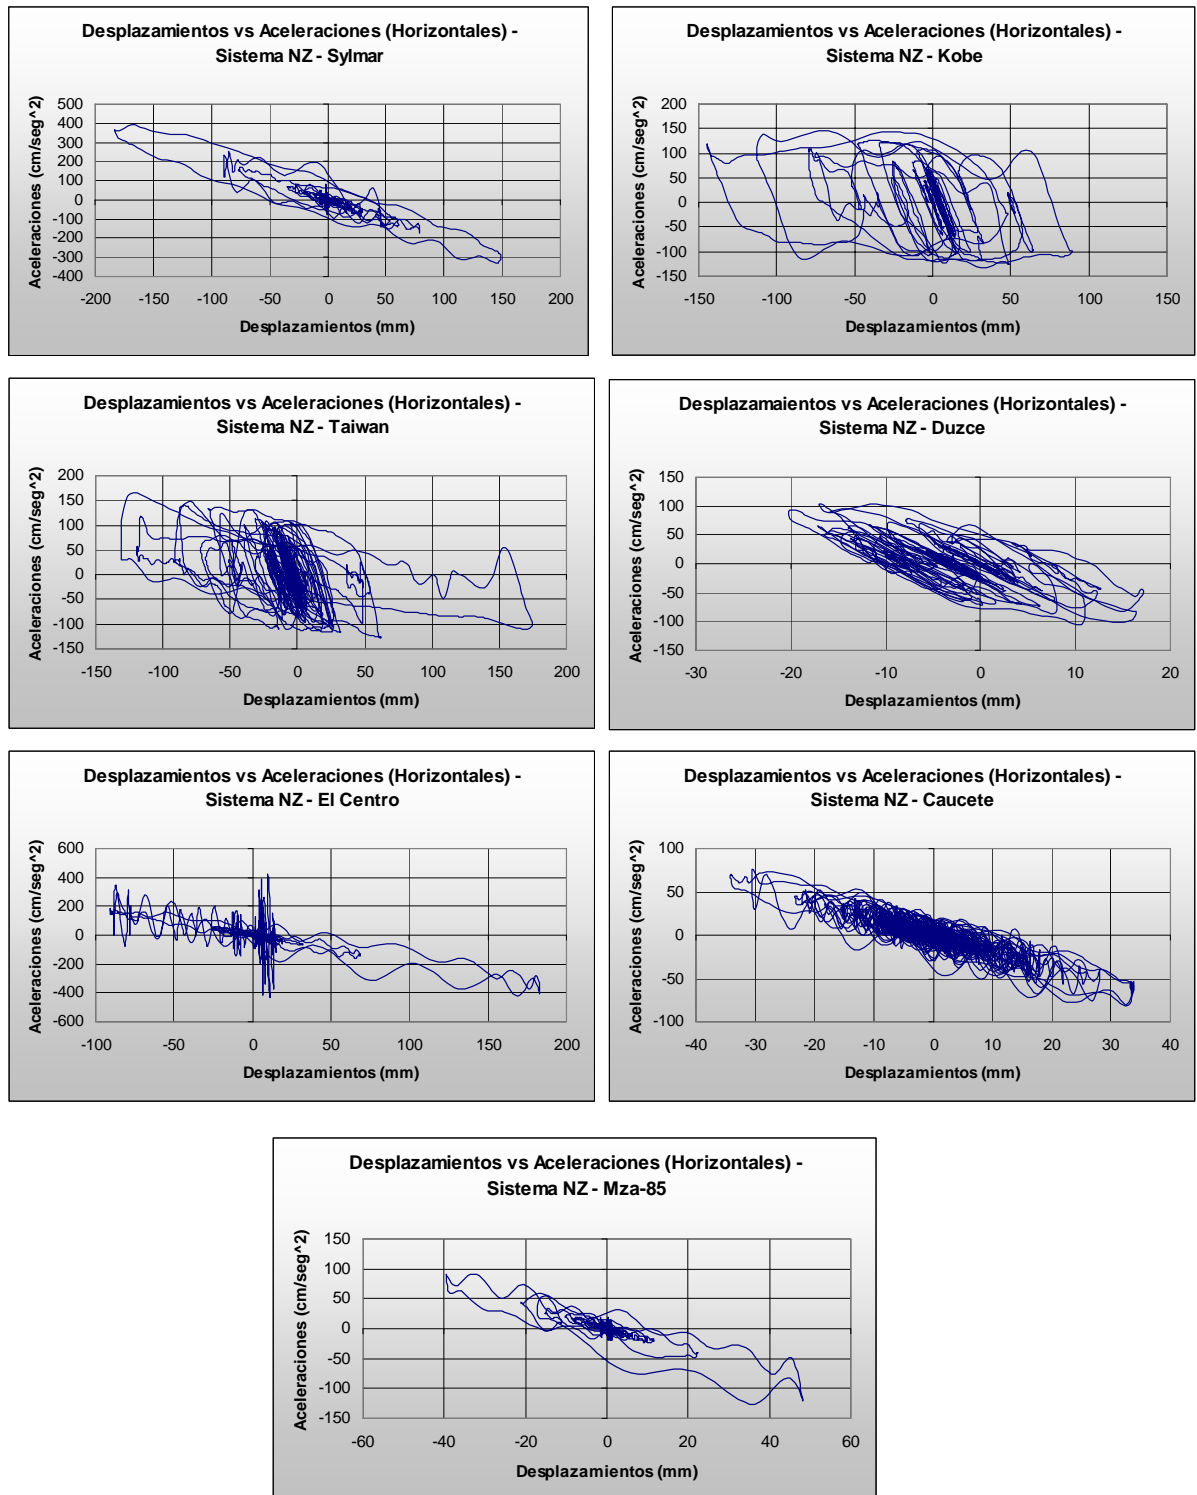 Desplazamientos vs Aceleraciones (Horizontales) -
Sistema NZ - Sylmar
Aceleraciones (cm/seg^2)
500
400
300
200
100
0
-100
-200
-300
400
-200 -150 -100 -50 0 50 100 150 200
Desplazamientos (mm)
Desplazamientos vs Aceleraciones (Horizontales) -
Sistema NZ - Kobe
Aceleraciones (cm/seg^2)
200
150
100
50
0
-50
-100
-150
-150 -100 -50 0 50 100 150
Desplazamientos (mm)
Desplazamientos vs Aceleraciones (Horizontales) -
Sistema NZ - Taiwan
Aceleraciones (cm/seg^2)
200
150
100
50
0
-50
-100
-150
-150 -100 -50 0 50 100 150 200
Desplazamientos (mm)
Desplazamaientos vs Aceleraciones (Horizontales) -
Sistema NZ - Duzce
Aceleraciones (cm/seg^2)
150
100
50
0
-50
-100
-150
-30 -20 -10 0 10 20
Desplazamientos (mm)
Desplazamientos vs Aceleraciones (Horizontales) -
Sistema NZ - El Centro
Aceleraciones (cm/seg^2)
600
400
200
0
-200
-400
-600
-100 -50 0 50 100 150 200
Desplazamientos (mm)
Desplazamientos vs Aceleraciones (Horizontales) -
Sistema NZ - Caucete
Aceleraciones (cm/seg^2)
100
50
0
-50
-100
-40 -30 -20 -10 0 10 20 30 40
Desplazamientos (mm)
Desplazamientos vs Aceleraciones (Horizontales) -
Sistema NZ - Mza-85
Aceleraciones (cm/seg^2)
150
100
50
0
-50
-100
-150
-60 -40 -20 0 20 40 60
Desplazamientos (mm)